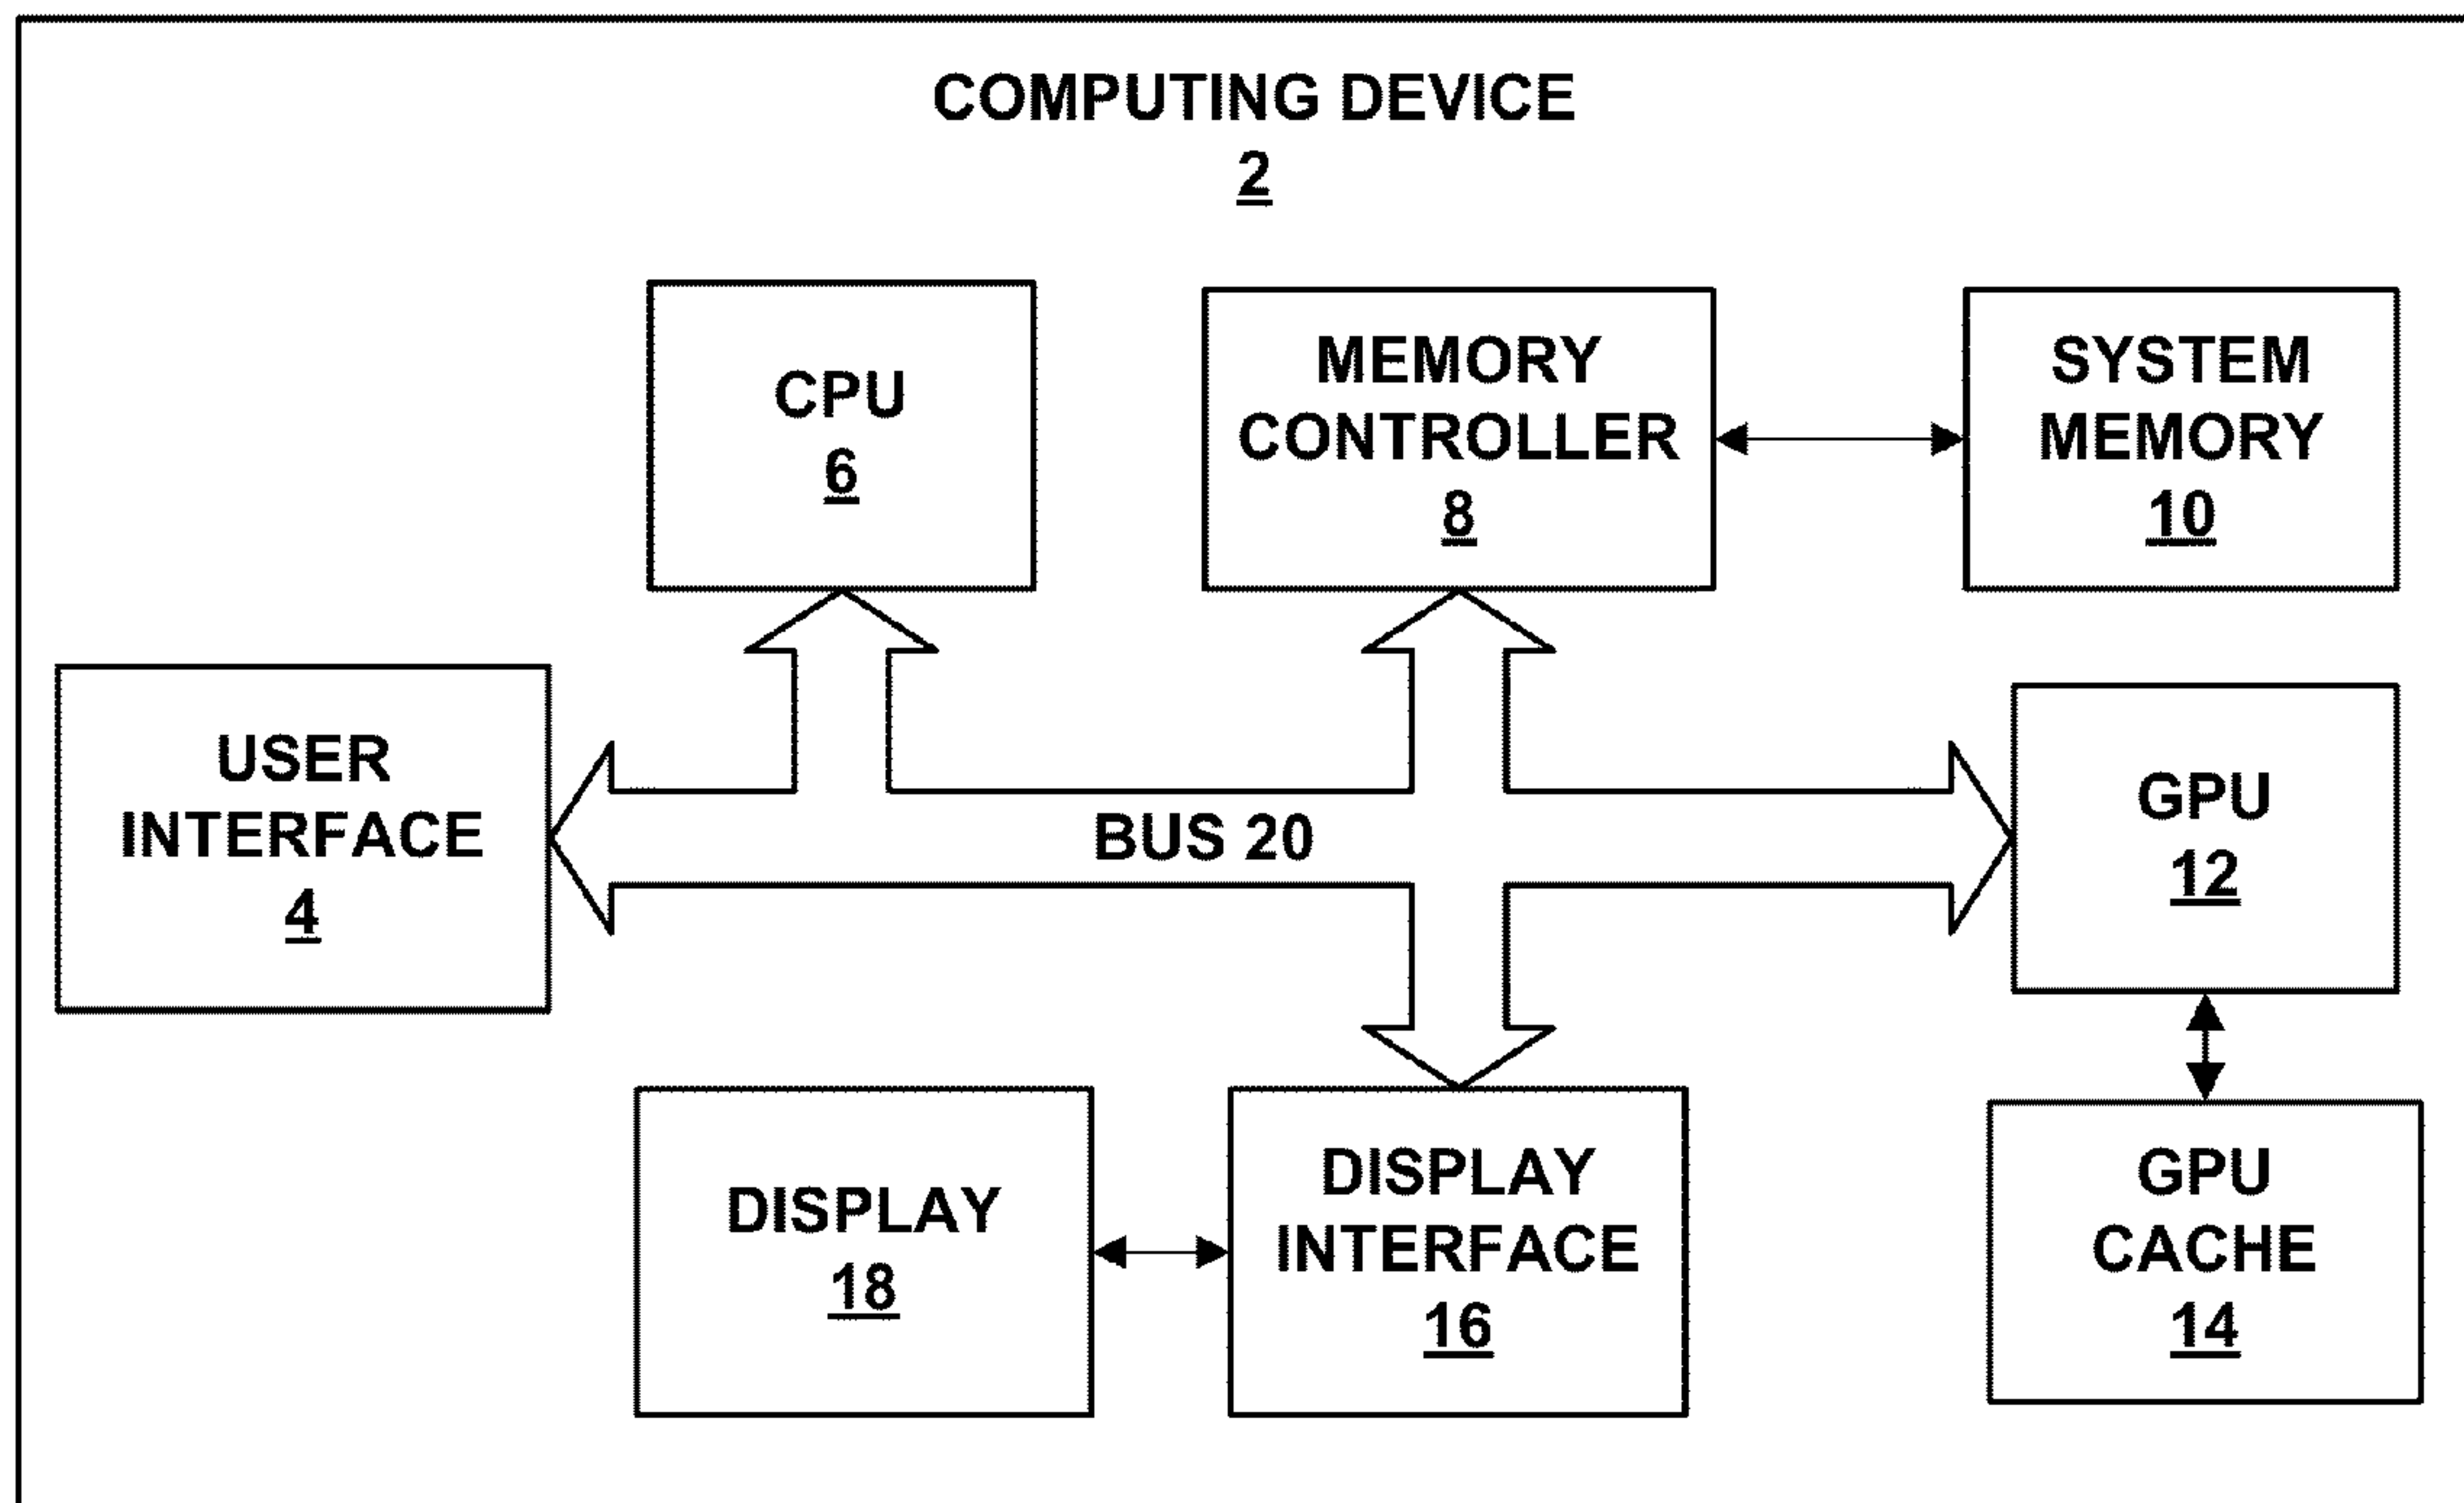 COMPUTING DEVICE
2
CPU
6
MEMORY
CONTROLLER
8
SYSTEM
MEMORY
10
USER
INTERFACE
4
BUS 20
GPU
12
DISPLAY
18
DISPLAY
INTERFACE
16
GPU
CACHE
14